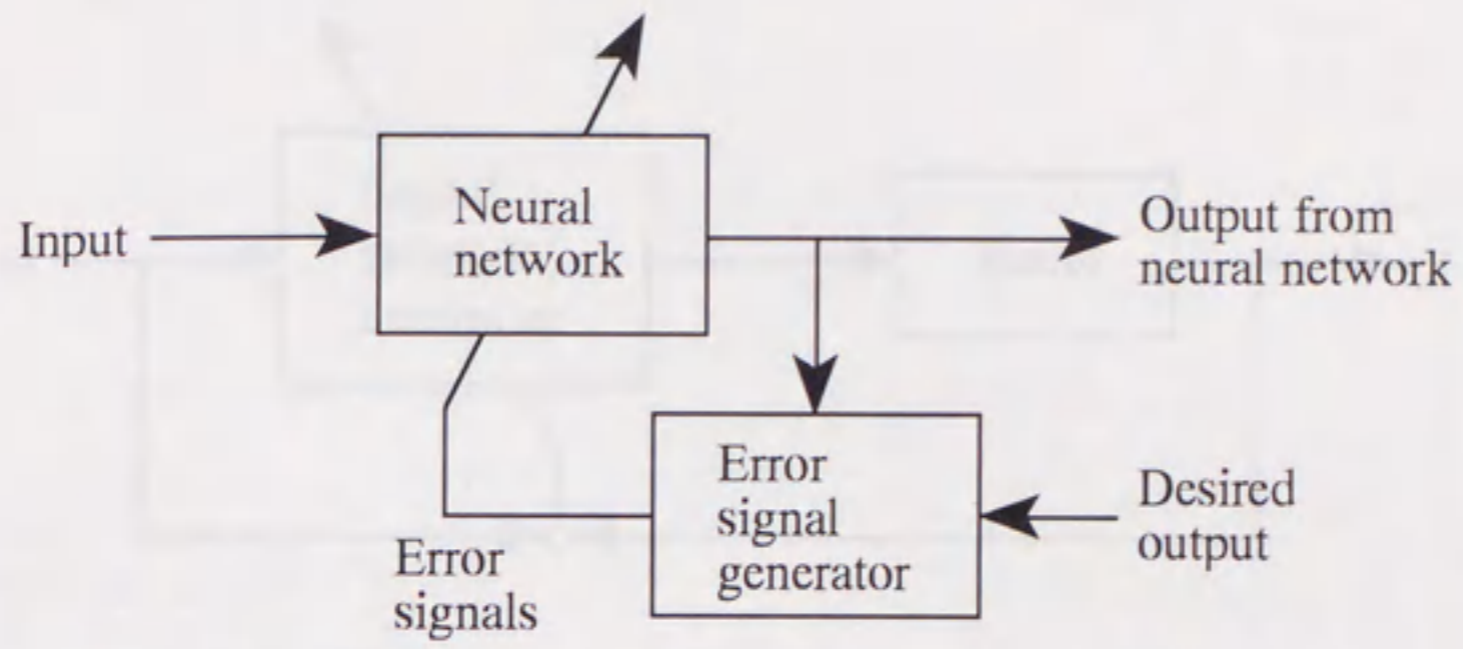 Input
Neural
network
Output from
neural network
Error
signal
generator
Desired
output
Error
signals